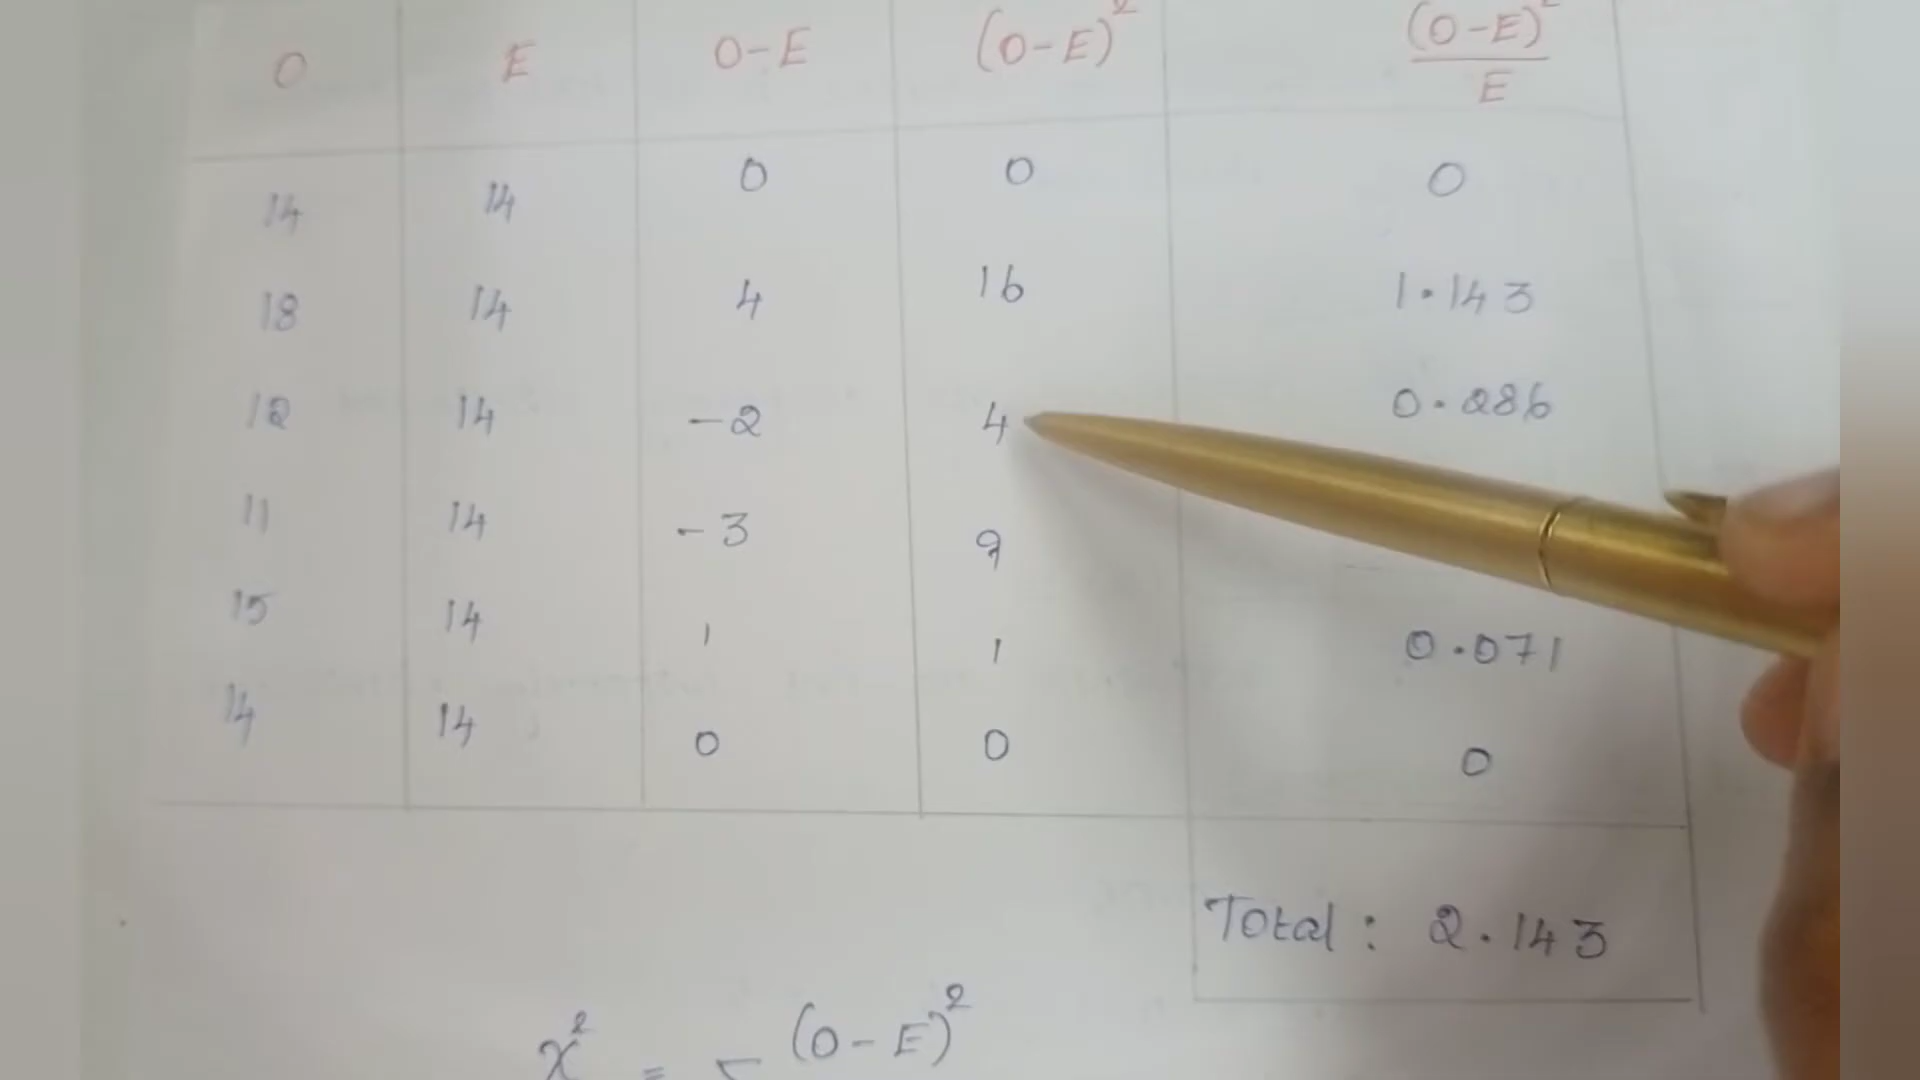 O E O-E (O-E)² (O-E)²/E
14 14 0 0 0
18 14 4 16 1.143
12 14 -2 4 0.286
11 14 -3 9
15 14 1 1 0.071
14 14 0 0 0
Total : 2.143
χ² = Σ (O-E)²